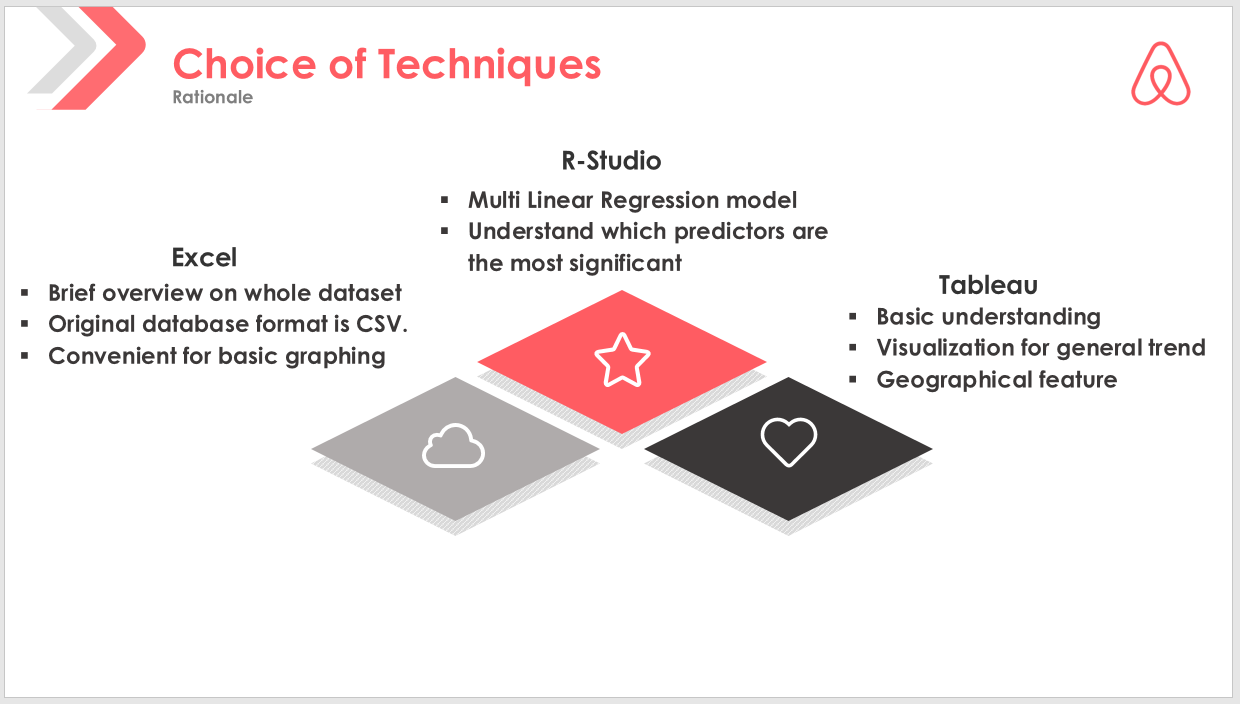 Choice of Techniques
Rationale
R-Studio
▪ Multi Linear Regression model
▪ Understand which predictors are
the most significant
Excel
▪ Brief overview on whole dataset
▪ Original database format is CSV.
▪ Convenient for basic graphing
Tableau
▪ Basic understanding
▪ Visualization for general trend
▪ Geographical feature